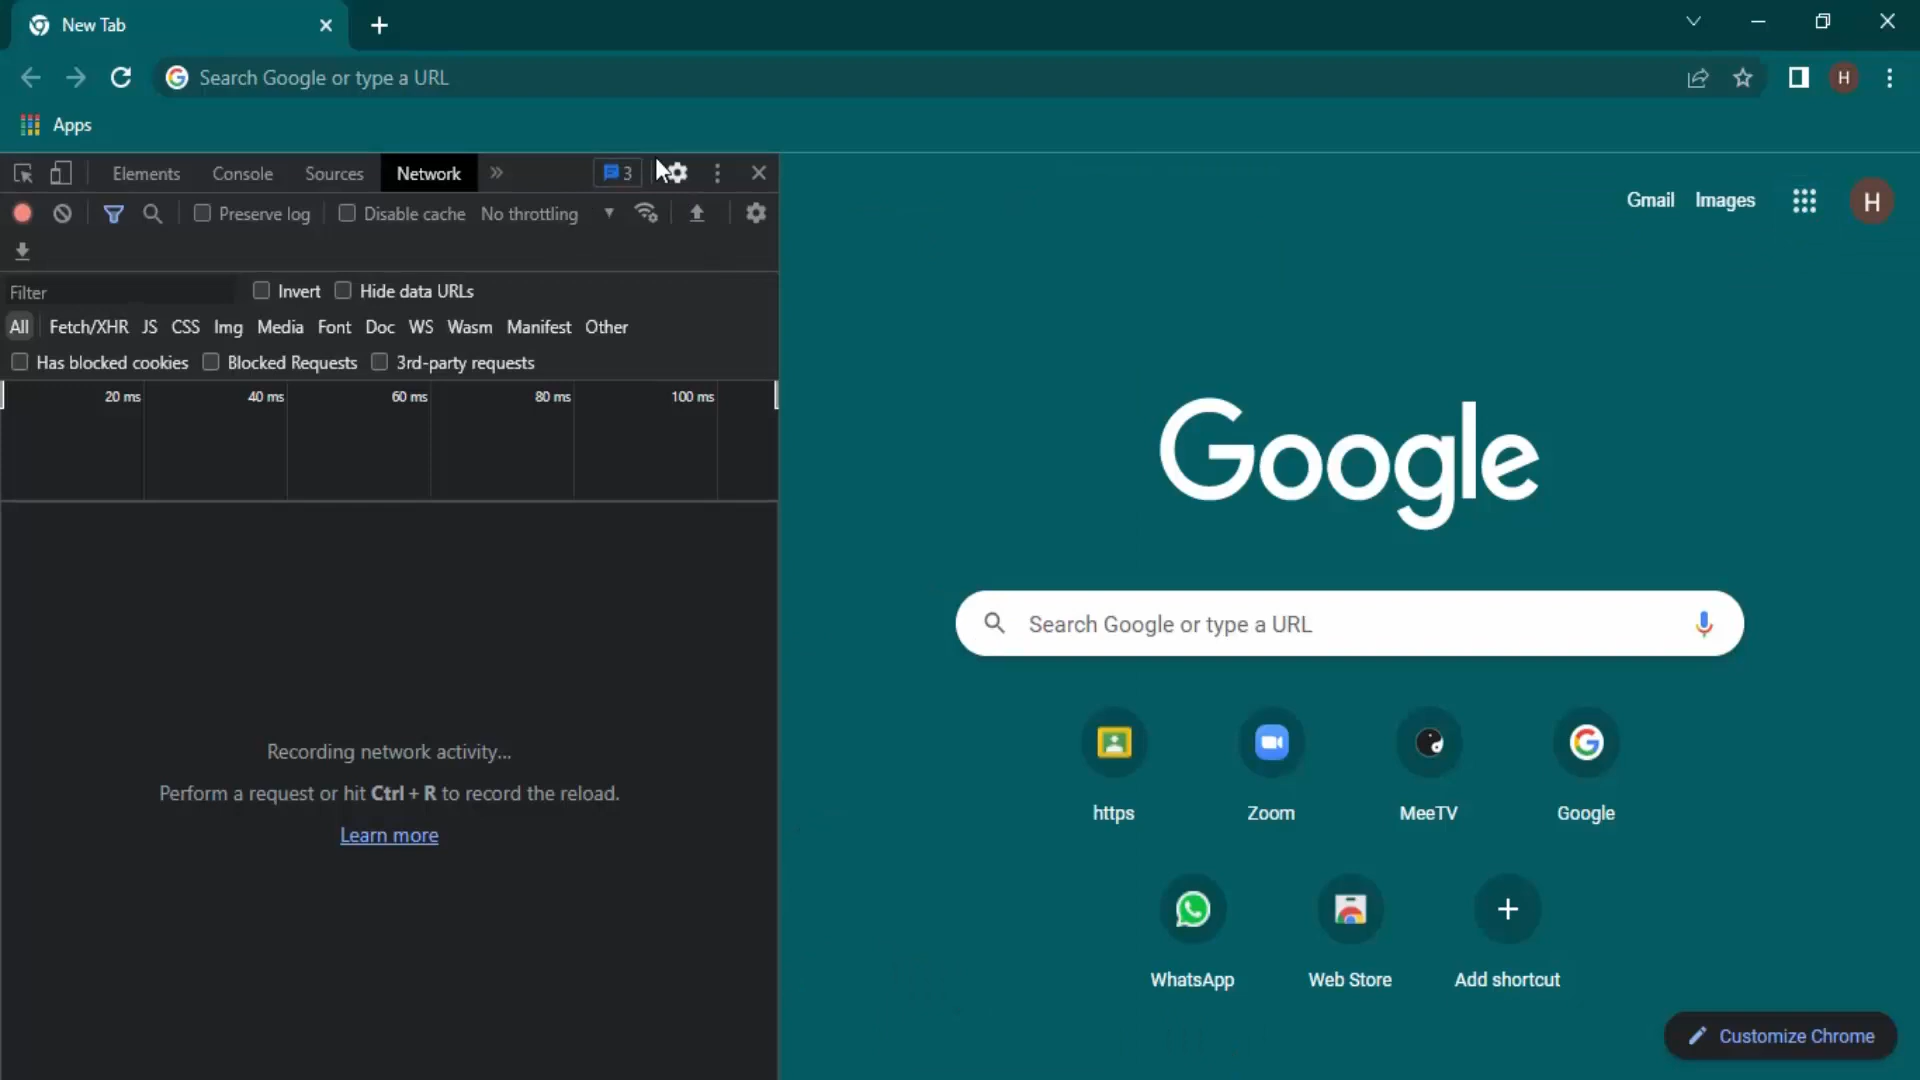 New Tab
Search Google or type a URL
H
Apps
Elements Console Sources Network 3
Preserve log Disable cache No throttling
Filter Invert Hide data URLs
All Fetch/XHR JS CSS Img Media Font Doc WS Wasm Manifest Other
Has blocked cookies Blocked Requests 3rd-party requests
20 ms 40 ms 60 ms 80 ms 100 ms
Recording network activity...
Perform a request or hit Ctrl + R to record the reload.
Learn more
Gmail Images H
Google
Search Google or type a URL
https Zoom MeeTV Google
WhatsApp Web Store Add shortcut
Customize Chrome